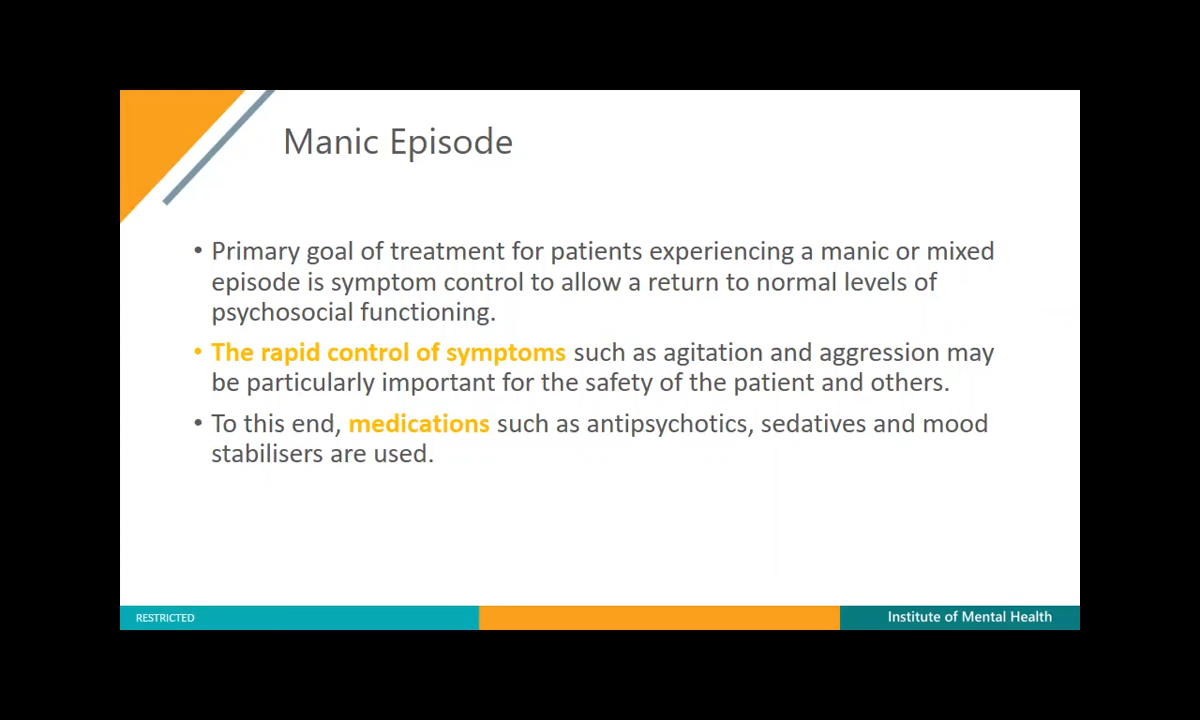 Manic Episode
• Primary goal of treatment for patients experiencing a manic or mixed
episode is symptom control to allow a return to normal levels of
psychosocial functioning.
• The rapid control of symptoms such as agitation and aggression may
be particularly important for the safety of the patient and others.
• To this end, medications such as antipsychotics, sedatives and mood
stabilisers are used.
RESTRICTED
Institute of Mental Health